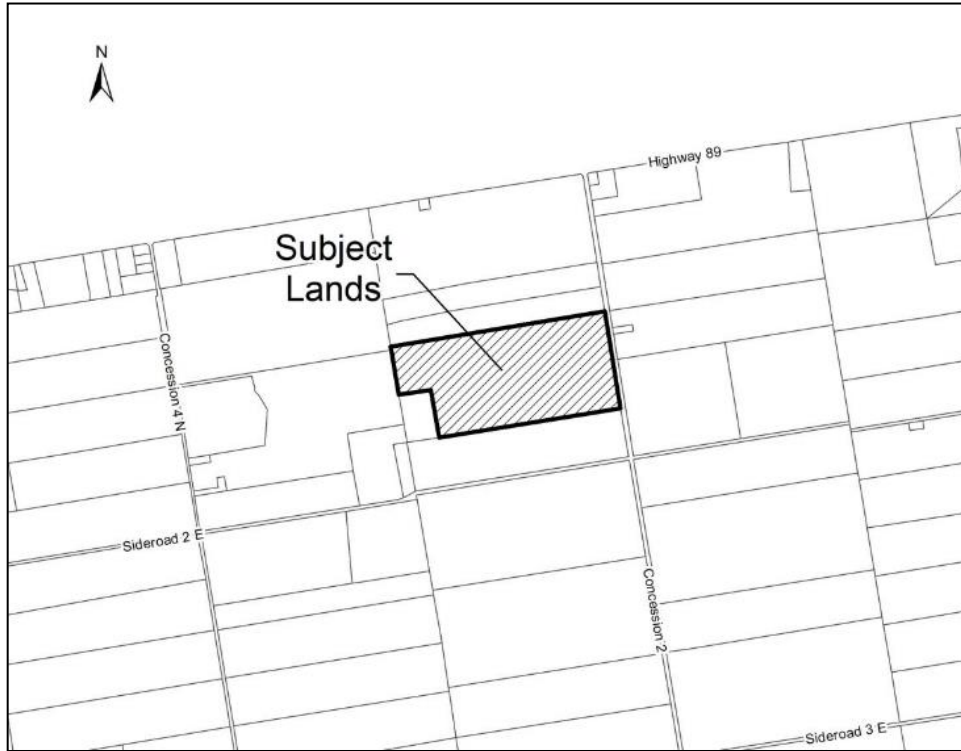 N
Highway 89
Subject
Lands
Concession 4 N
Sideroad 2 E
Concession 2
Sideroad 3 E